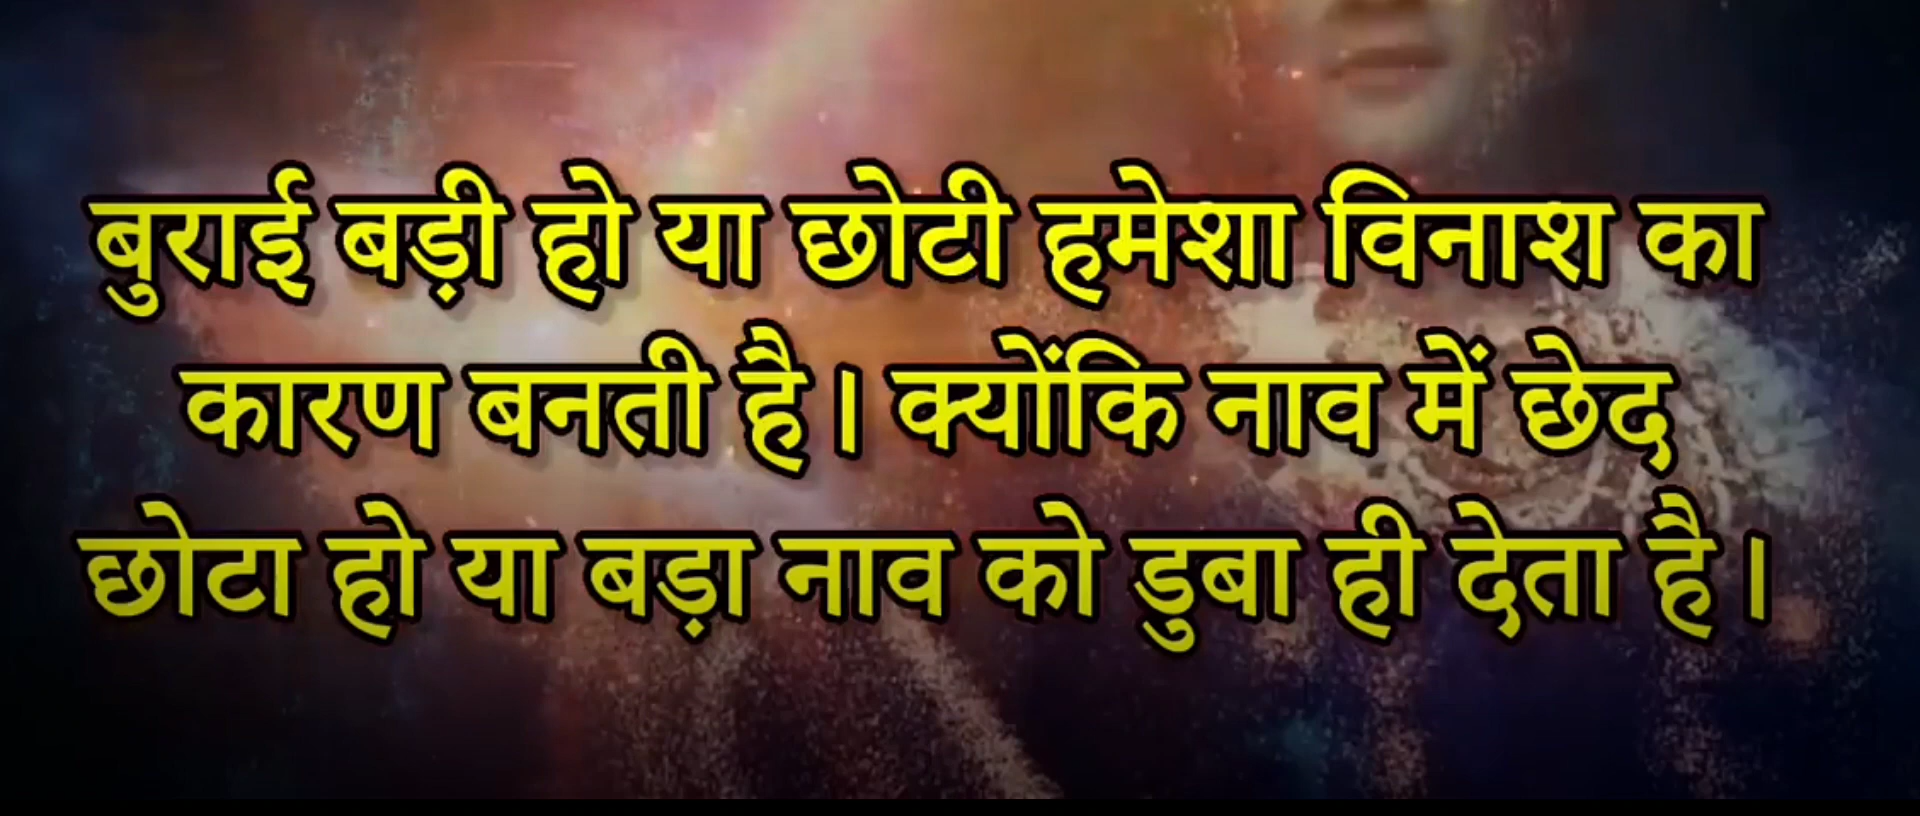 बुराई बड़ी हो या छोटी हमेशा विनाश का
कारण बनती है। क्योंकि नाव में छेद
छोटा हो या बड़ा नाव को डुबा ही देता है।